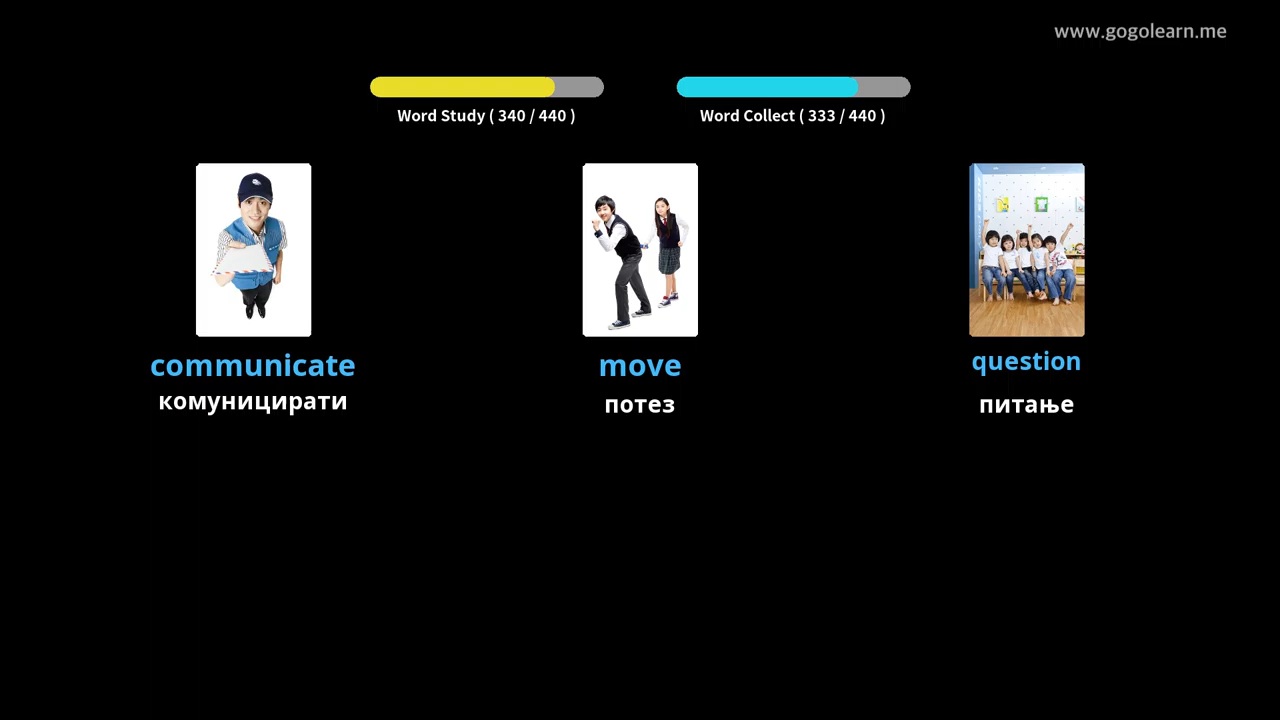 www.gogolearn.me
Word Study ( 340 / 440 )
Word Collect ( 333 / 440 )
communicate
комуницирати
move
потез
question
питање